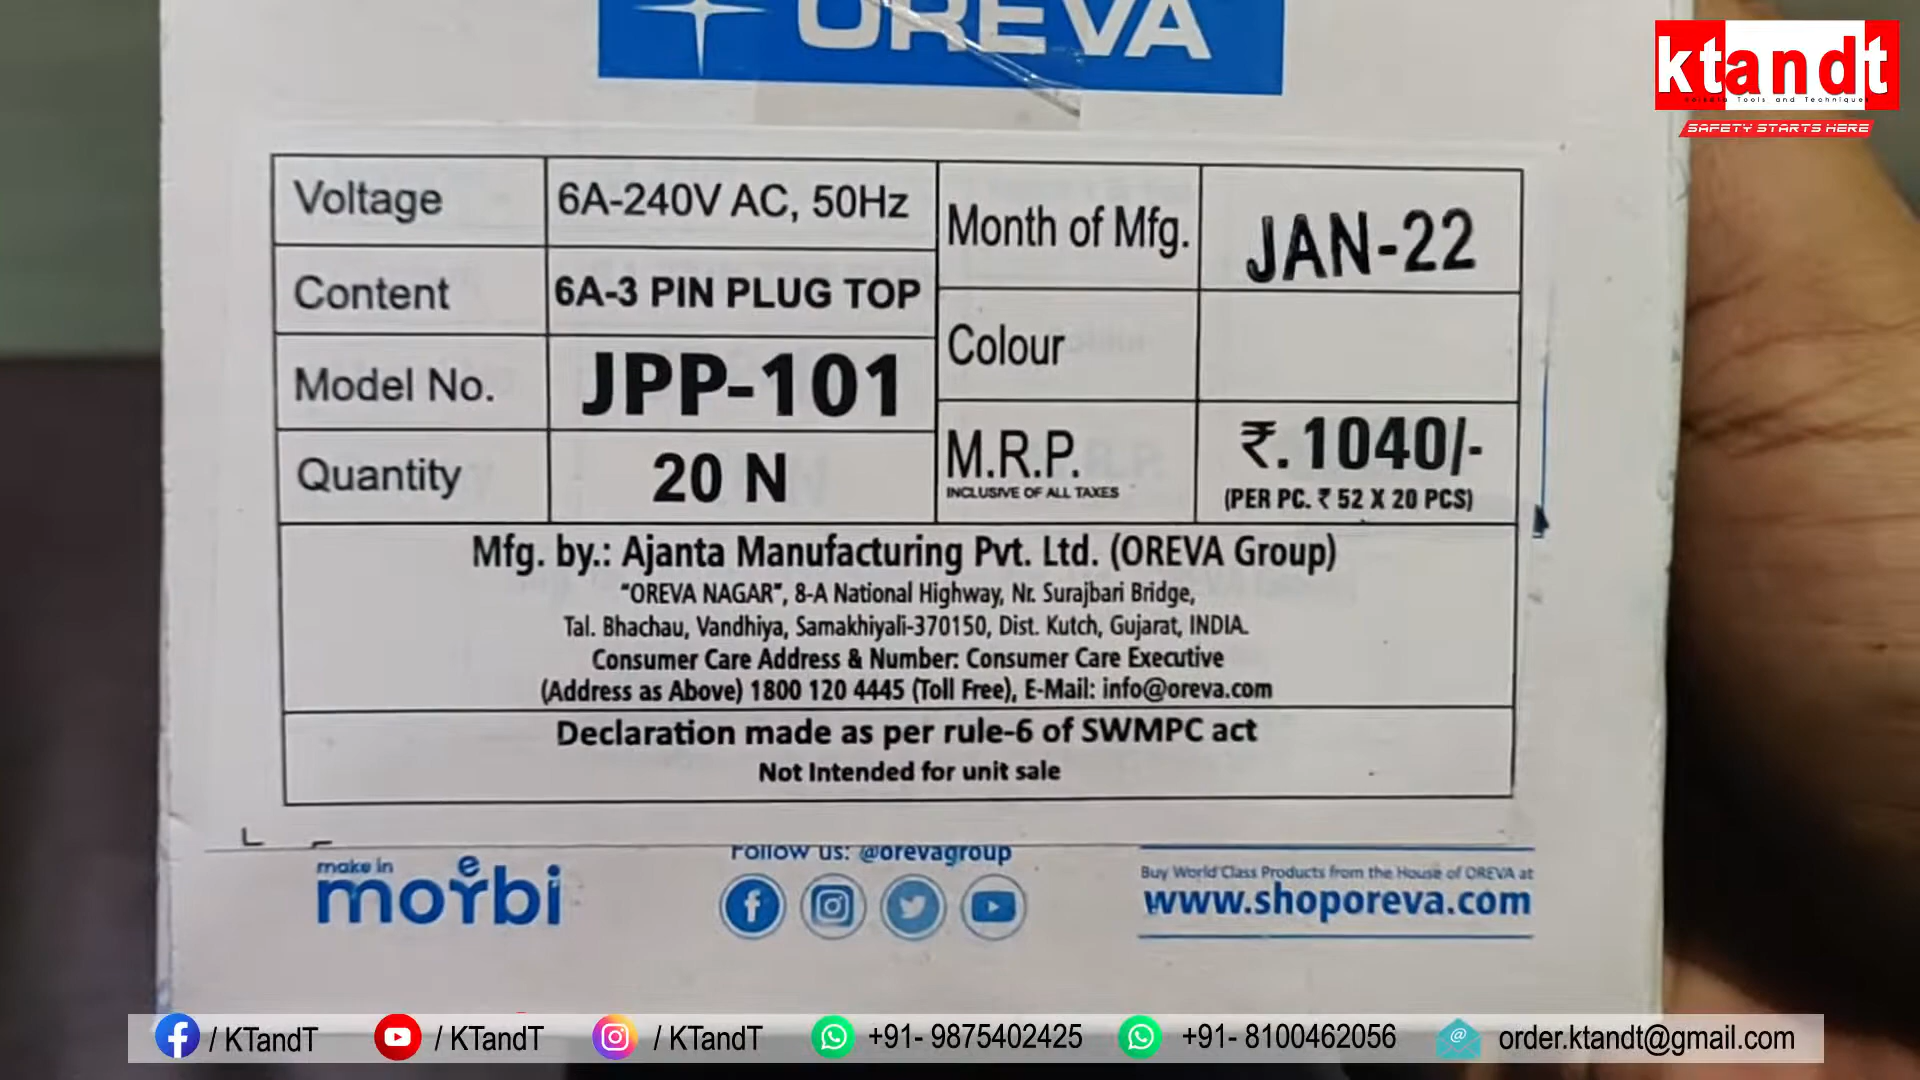 OREVA
ktandt
Tools and Techniques
SAFETY STARTS HERE
Voltage 6A-240V AC, 50Hz
Content 6A-3 PIN PLUG TOP
Model No. JPP-101
Quantity 20 N
Month of Mfg. JAN-22
Colour
M.R.P. ₹.1040/-
INCLUSIVE OF ALL TAXES (PER PC. ₹ 52 X 20 PCS)
Mfg. by.: Ajanta Manufacturing Pvt. Ltd. (OREVA Group)
"OREVA NAGAR", 8-A National Highway, Nr. Surajbari Bridge,
Tal. Bhachau, Vandhiya, Samakhiyali-370150, Dist. Kutch, Gujarat, INDIA.
Consumer Care Address & Number: Consumer Care Executive
(Address as Above) 1800 120 4445 (Toll Free), E-Mail: info@oreva.com
Declaration made as per rule-6 of SWMPC act
Not Intended for unit sale
make in
morbi
e
Follow us: @orevagroup
Buy World Class Products from the House of OREVA at
www.shoporeva.com
/ KTandT / KTandT / KTandT +91- 9875402425 +91- 8100462056 order.ktandt@gmail.com